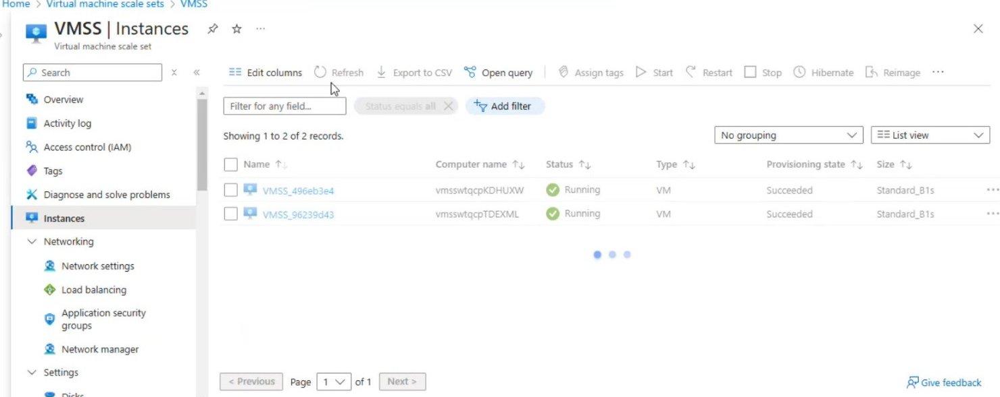 Home > Virtual machine scale sets > VMSS
VMSS | Instances ...
Virtual machine scale set
Search
Overview
Activity log
Access control (IAM)
Tags
Diagnose and solve problems
Instances
Networking
Network settings
Load balancing
Application security
groups
Network manager
Settings
Disks
Edit columns Refresh Export to CSV Open query Assign tags Start Restart Stop Hibernate Reimage ...
Filter for any field... Status equals all Add filter
Showing 1 to 2 of 2 records. No grouping List view
Name Computer name Status Type Provisioning state Size
VMSS_496eb3e4 vmsswtqcpKDHUXW Running VM Succeeded Standard_B1s ...
VMSS_96239d43 vmsswtqcpTDEXML Running VM Succeeded Standard_B1s ...
< Previous Page 1 of 1 Next > Give feedback